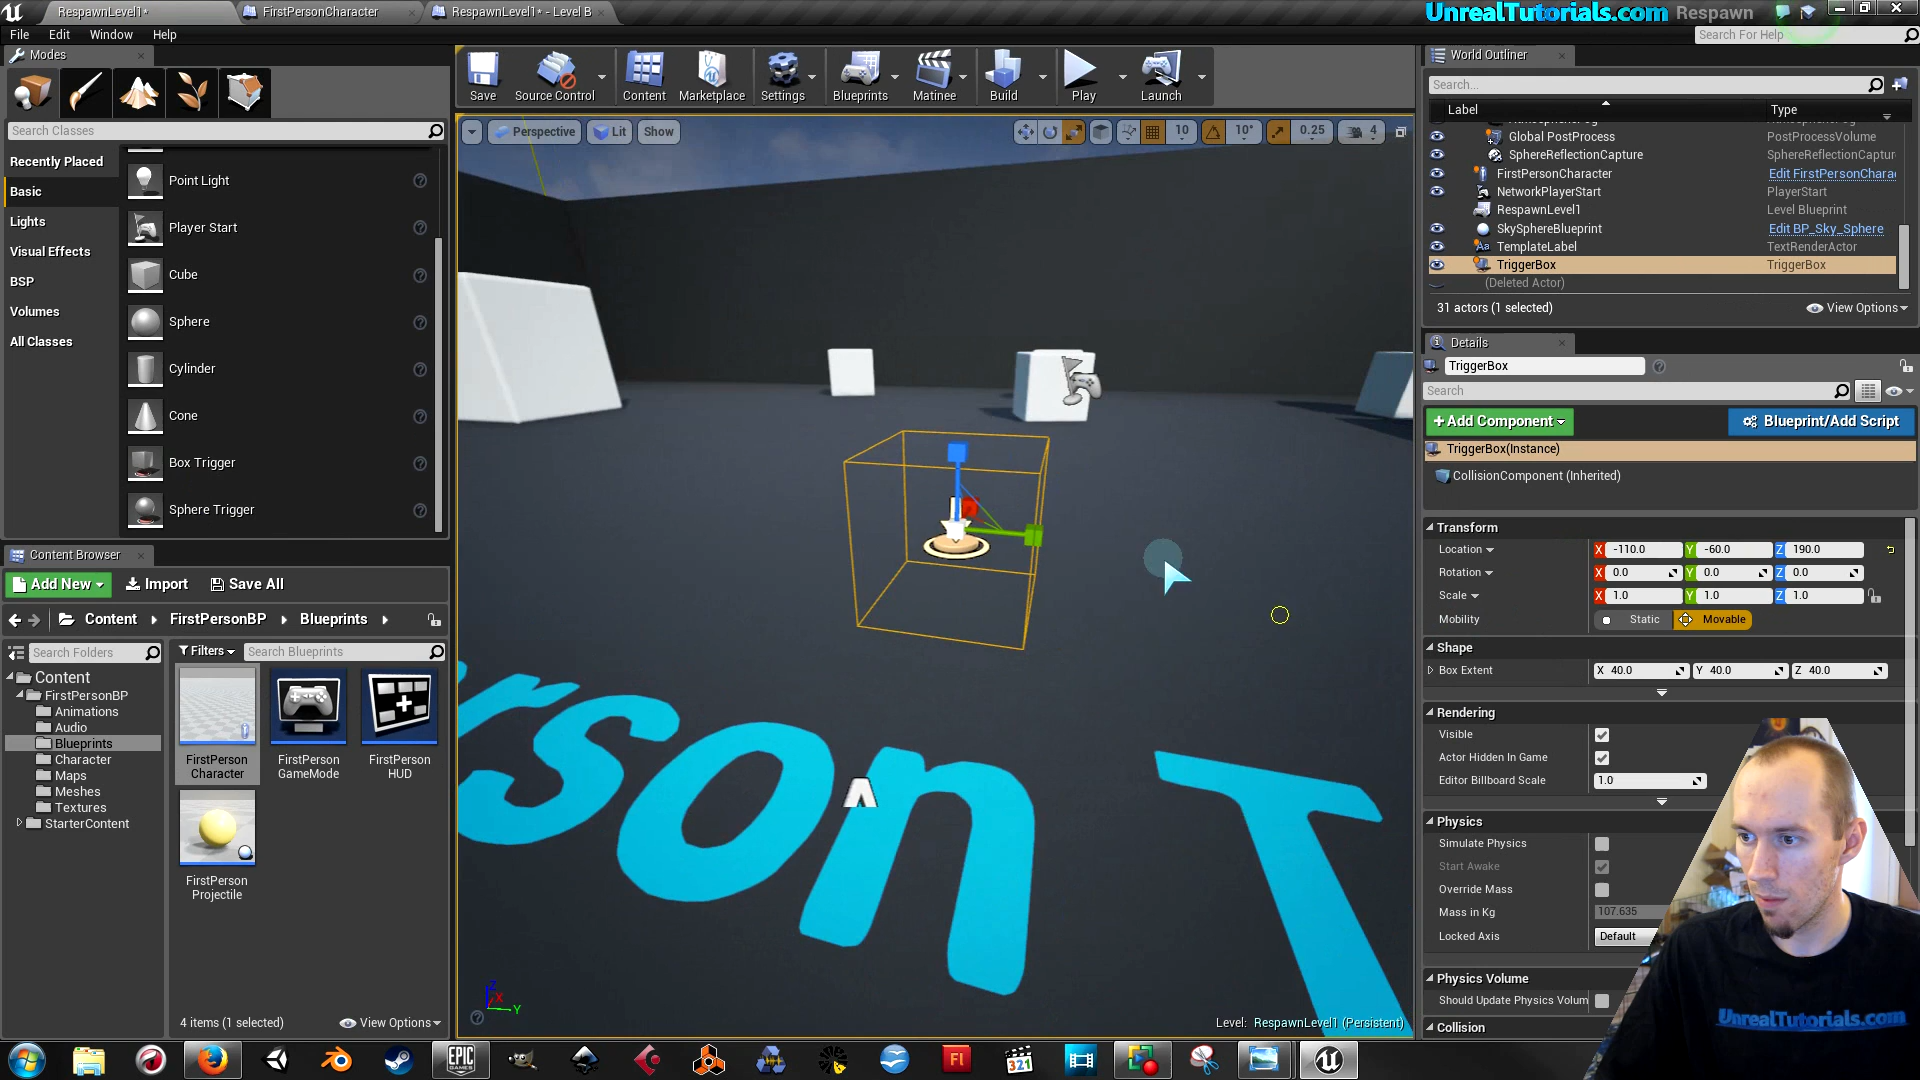 RespawnLevel1*
FirstPersonCharacter
RespawnLevel1* - Level B
UnrealTutorials.com
Respawn
File Edit Window Help
Search For Help
Modes
Search Classes
Recently Placed
Basic
Lights
Visual Effects
BSP
Volumes
All Classes
Point Light
Player Start
Cube
Sphere
Cylinder
Cone
Box Trigger
Sphere Trigger
Save
Source Control
Content
Marketplace
Settings
Blueprints
Matinee
Build
Play
Launch
Perspective
Lit
Show
10
10°
0.25
4
rson T
Z
X
Y
Level: RespawnLevel1 (Persistent)
Content Browser
Add New
Import
Save All
Content
FirstPersonBP
Blueprints
Search Folders
Filters
Search Blueprints
Content
FirstPersonBP
Animations
Audio
Blueprints
Character
Maps
Meshes
Textures
StarterContent
FirstPerson
Character
FirstPerson
GameMode
FirstPerson
HUD
FirstPerson
Projectile
4 items (1 selected)
View Options
World Outliner
Search...
Label
Type
Global PostProcess PostProcessVolume
SphereReflectionCapture SphereReflectionCaptur
FirstPersonCharacter Edit FirstPersonChara
NetworkPlayerStart PlayerStart
RespawnLevel1 Level Blueprint
SkySphereBlueprint Edit BP_Sky_Sphere
TemplateLabel TextRenderActor
TriggerBox TriggerBox
(Deleted Actor)
31 actors (1 selected)
View Options
Details
TriggerBox
Search
+Add Component
Blueprint/Add Script
TriggerBox(Instance)
CollisionComponent (Inherited)
Transform
Location X -110.0 Y -60.0 Z 190.0
Rotation X 0.0 Y 0.0 Z 0.0
Scale X 1.0 Y 1.0 Z 1.0
Mobility Static Movable
Shape
Box Extent X 40.0 Y 40.0 Z 40.0
Rendering
Visible
Actor Hidden In Game
Editor Billboard Scale 1.0
Physics
Simulate Physics
Start Awake
Override Mass
Mass in Kg 107.635
Locked Axis Default
Physics Volume
Should Update Physics Volum
Collision
UnrealTutorials.com
EPIC
GAMES
Fl
321